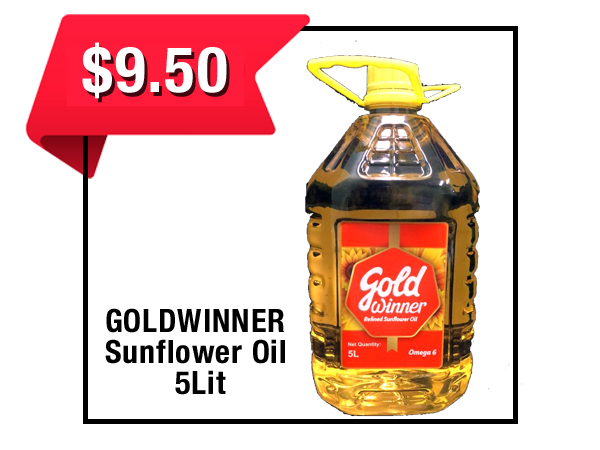 $9.50
GOLDWINNER
Sunflower Oil
5Lit
Gold
Winner
Refined Sunflower Oil
Net Quantity:
5L
Omega 6